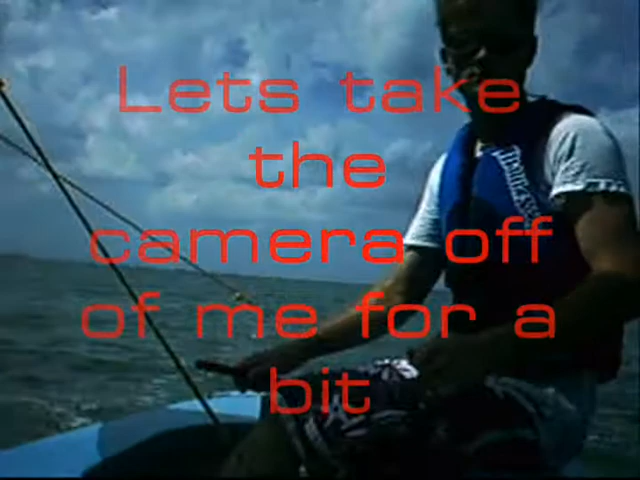 Lets take
the
camera off
of me for a
bit